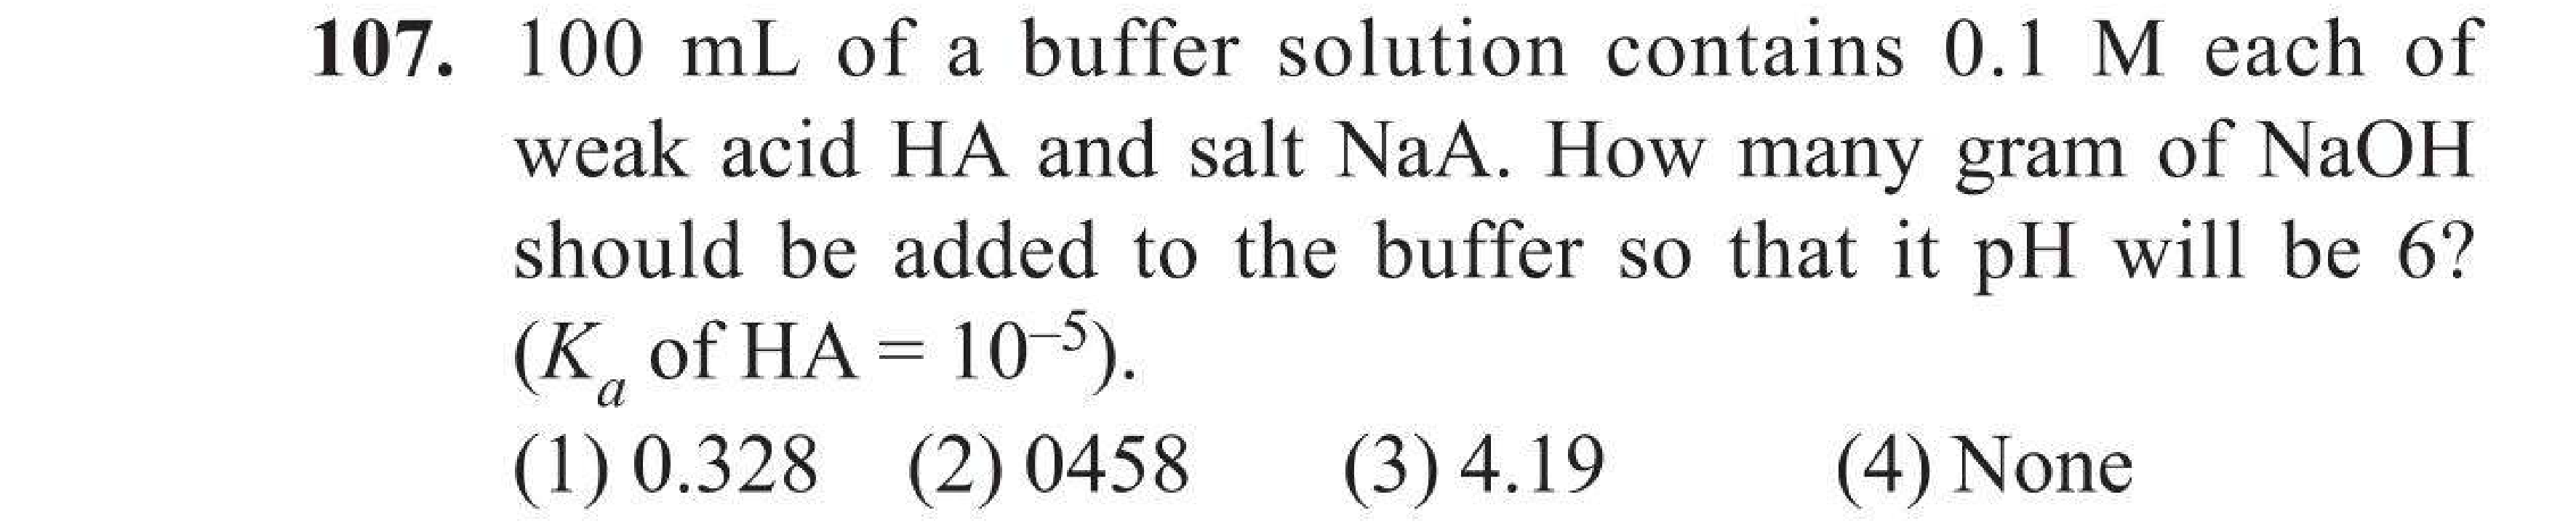 107. 100 mL of a buffer solution contains 0.1 M each of
weak acid HA and salt NaA. How many gram of NaOH
should be added to the buffer so that it pH will be 6?
(Kₐ of HA = 10⁻⁵).
(1) 0.328 (2) 0458 (3) 4.19 (4) None